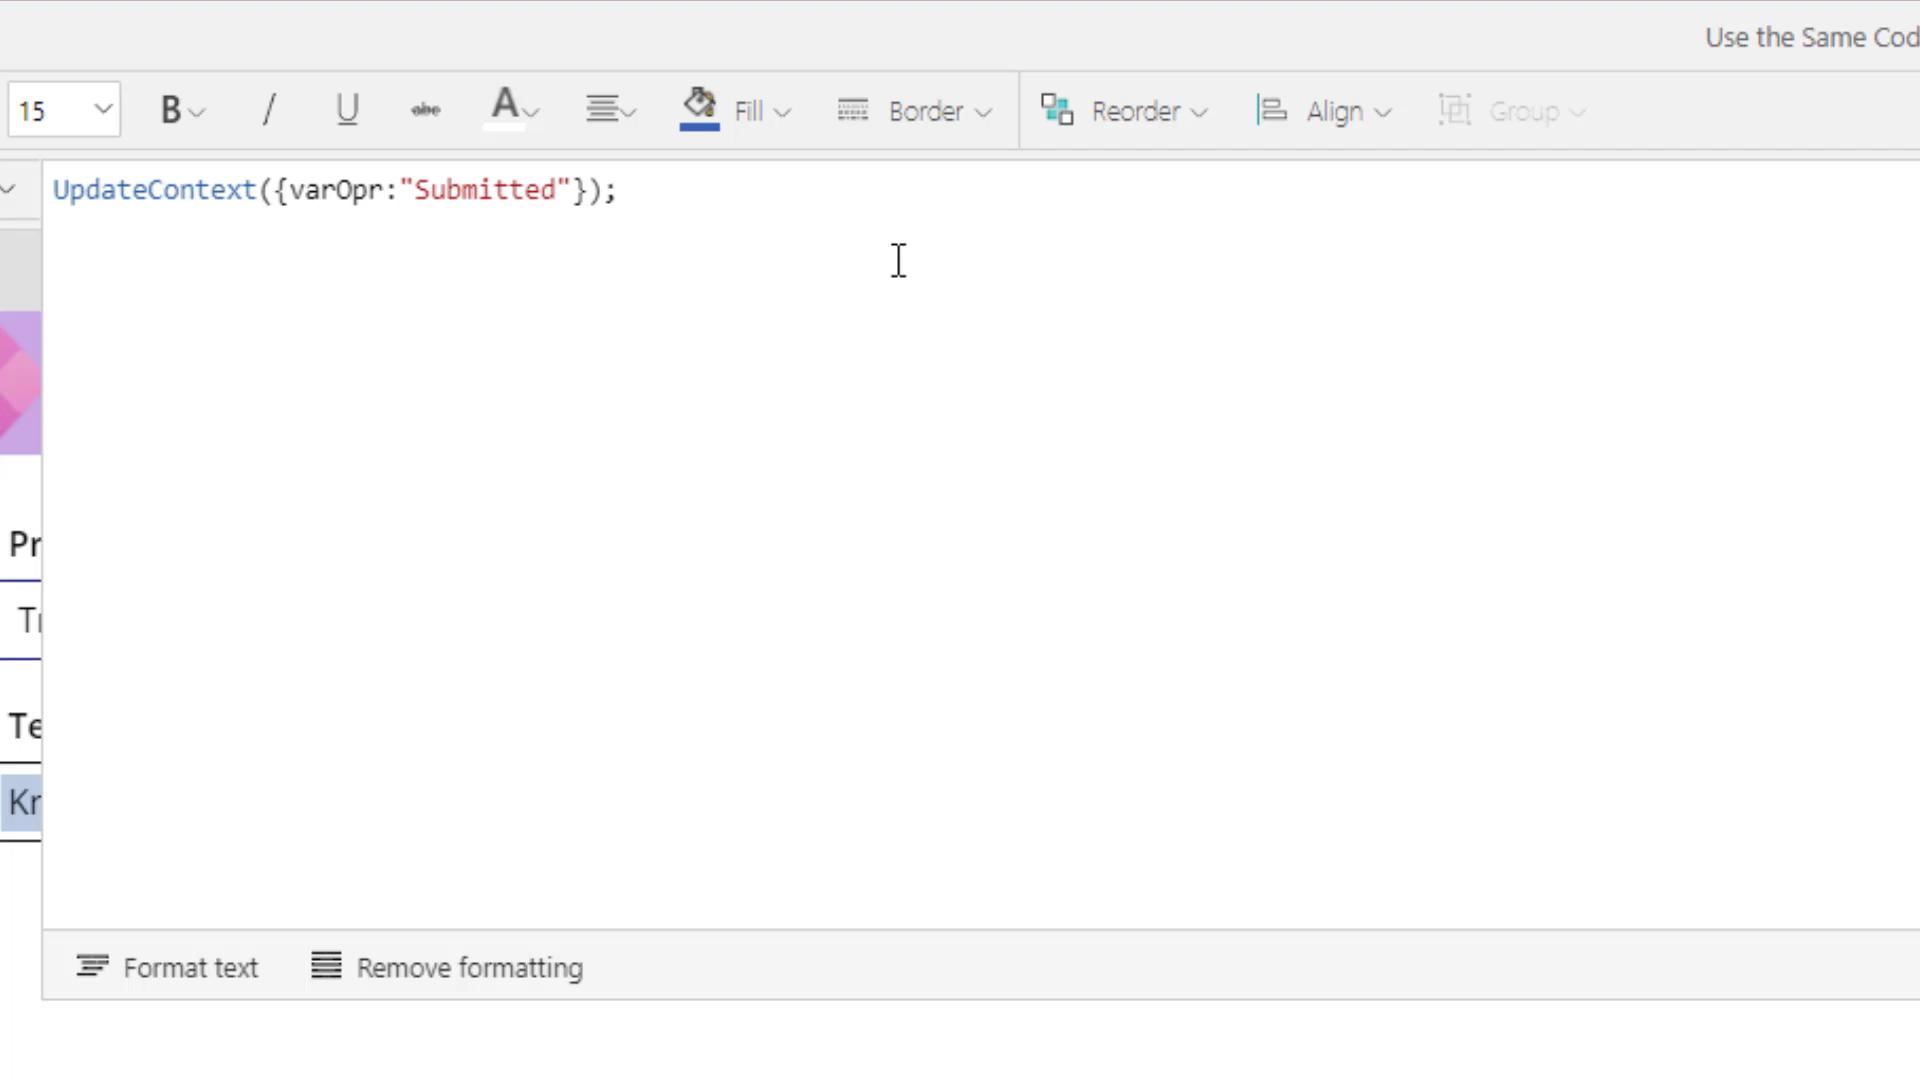 Use the Same Cod
15 B / U abc A Fill Border Reorder Align Group
UpdateContext({varOpr:"Submitted"});
Pr
Te
Kr
Format text Remove formatting